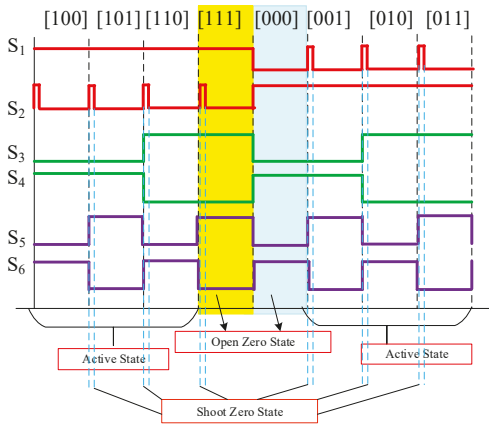 [100] [101] [110] [111] [000] [001] [010] [011]
S1
S2
S3
S4
S5
S6
Open Zero State
Active State
Active State
Shoot Zero State